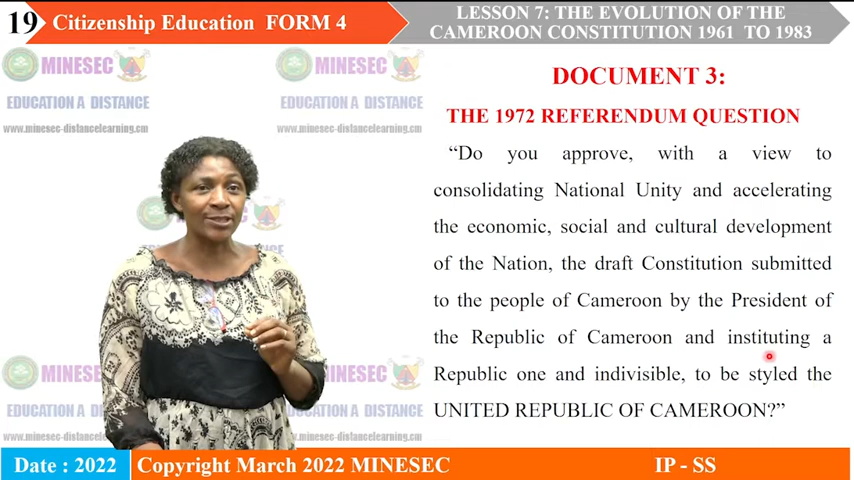 19
Citizenship Education FORM 4
LESSON 7: THE EVOLUTION OF THE
CAMEROON CONSTITUTION 1961 TO 1983
MINESEC
EDUCATION A DISTANCE
www.minesec-distancelearning.cm
MINESEC
EDUCATION A DISTANCE
www.minesec-distancelearning.cm
DOCUMENT 3:
THE 1972 REFERENDUM QUESTION
“Do you approve, with a view to
consolidating National Unity and accelerating
the economic, social and cultural development
of the Nation, the draft Constitution submitted
to the people of Cameroon by the President of
the Republic of Cameroon and instituting a
Republic one and indivisible, to be styled the
UNITED REPUBLIC OF CAMEROON?”
Date : 2022
Copyright March 2022 MINESEC
IP - SS